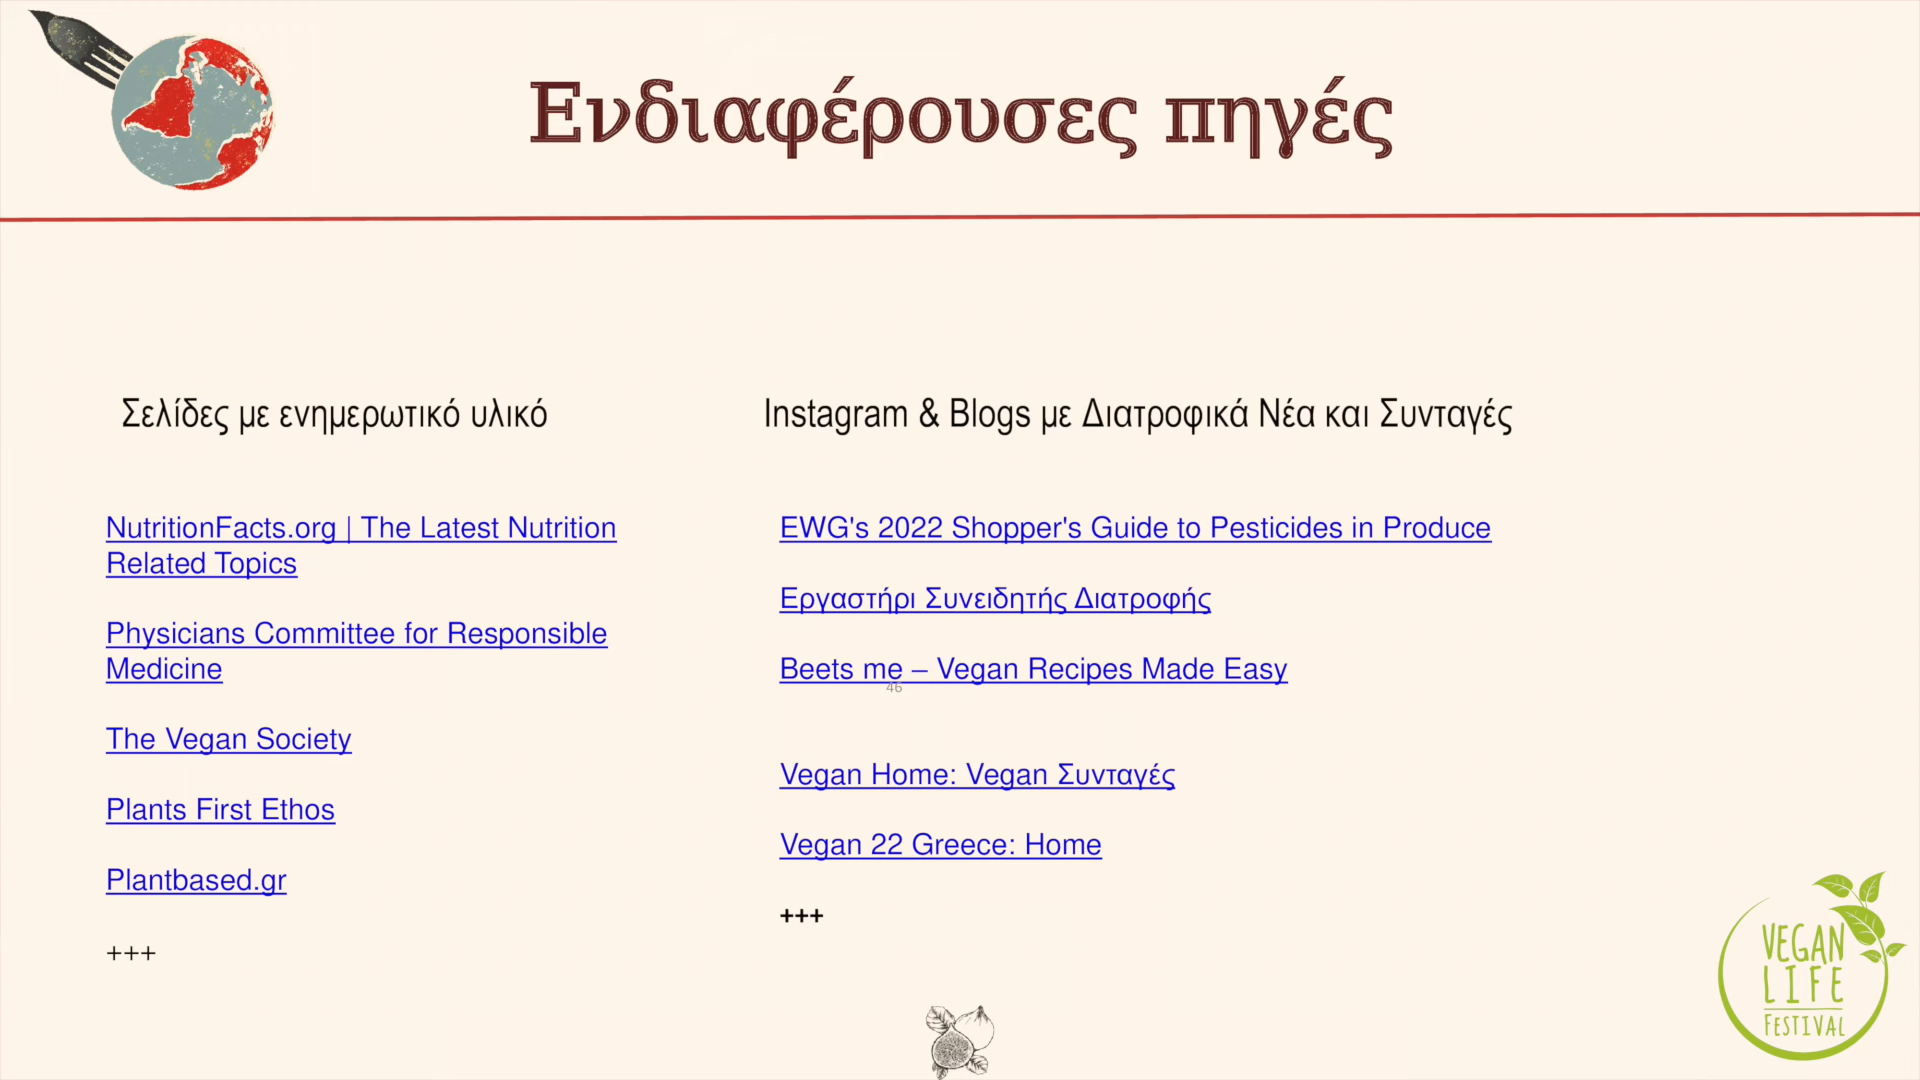 Ενδιαφέρουσες πηγές
Σελίδες με ενημερωτικό υλικό
NutritionFacts.org | The Latest Nutrition
Related Topics
Physicians Committee for Responsible
Medicine
The Vegan Society
Plants First Ethos
Plantbased.gr
+++
Instagram & Blogs με Διατροφικά Νέα και Συνταγές
EWG's 2022 Shopper's Guide to Pesticides in Produce
Εργαστήρι Συνειδητής Διατροφής
Beets me – Vegan Recipes Made Easy
46
Vegan Home: Vegan Συνταγές
Vegan 22 Greece: Home
+++
VEGAN
LIFE
FESTIVAL